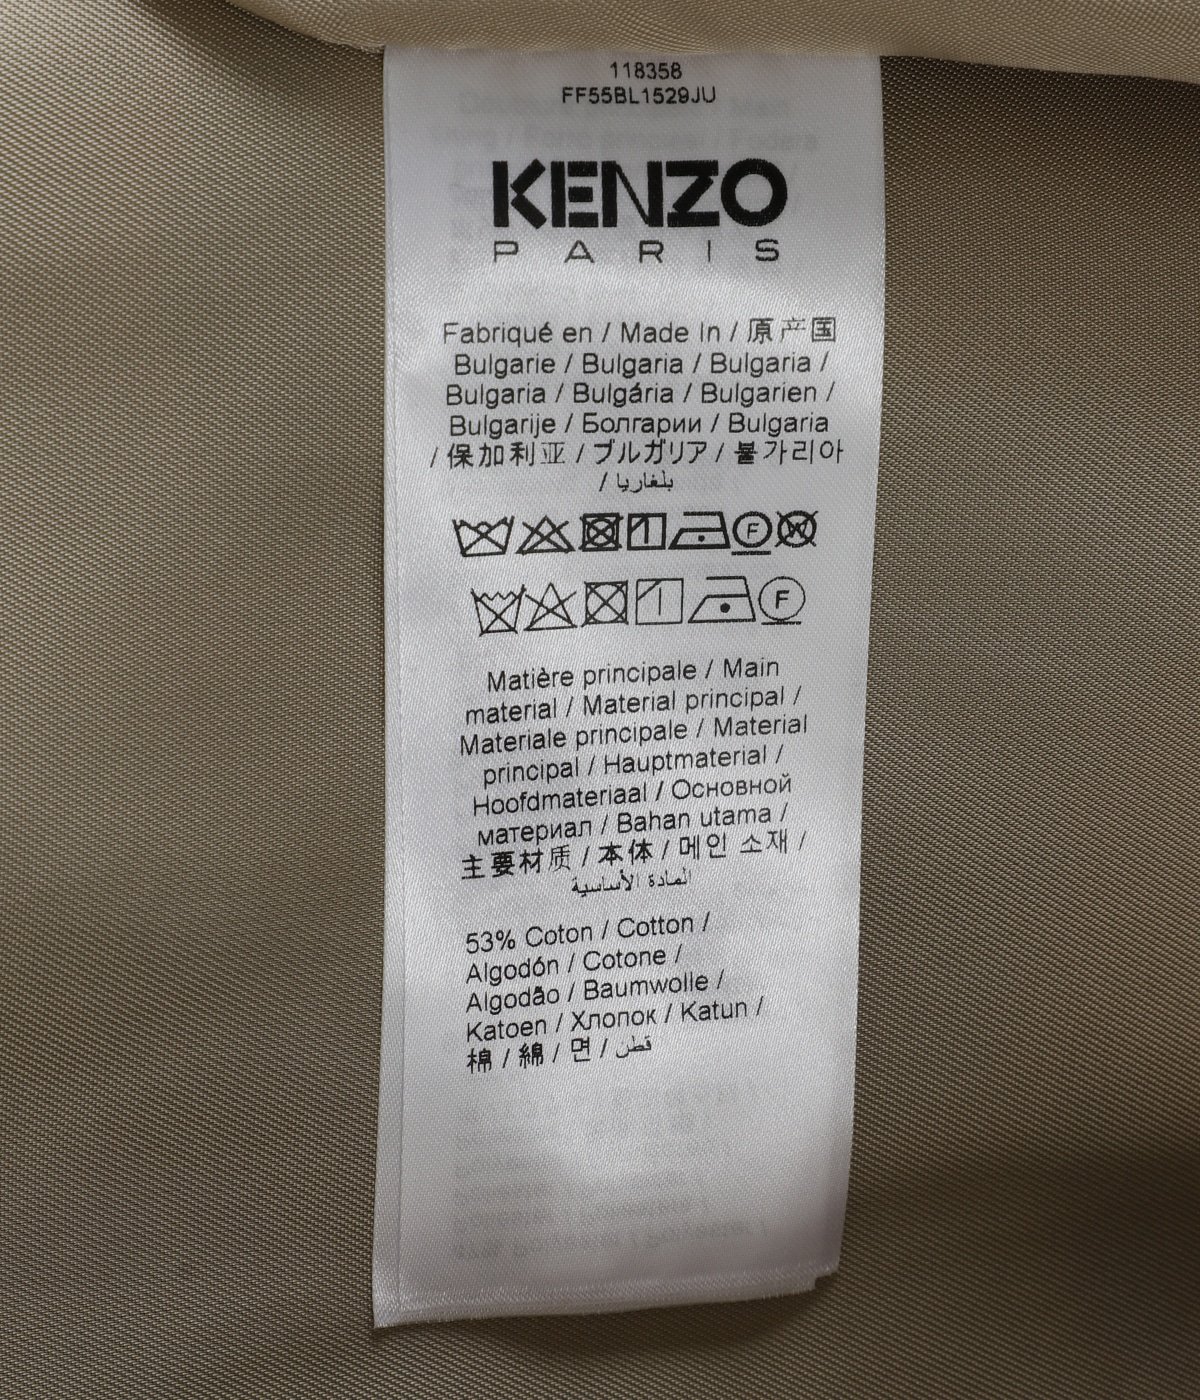 118358
FF55BL1529JU
KENZO
PARIS
Fabriqué en / Made In / 原产国
Bulgarie / Bulgaria / Bulgaria /
Bulgaria / Bulgária / Bulgarien /
Bulgarije / Болгарии / Bulgaria
/ 保加利亚 / ブルガリア / 불가리아
/ بلغاريا
W
F
F
Matière principale / Main
material / Material principal /
Materiale principale / Material
principal / Hauptmaterial /
Hoofdmateriaal / Основной
материал / Bahan utama /
主要材质 / 本体 / 메인 소재 /
المادة الأساسية
53% Coton / Cotton /
Algodón / Cotone /
Algodão / Baumwolle /
Katoen / Хлопок / Katun /
棉 / 綿 / 면 / قطن